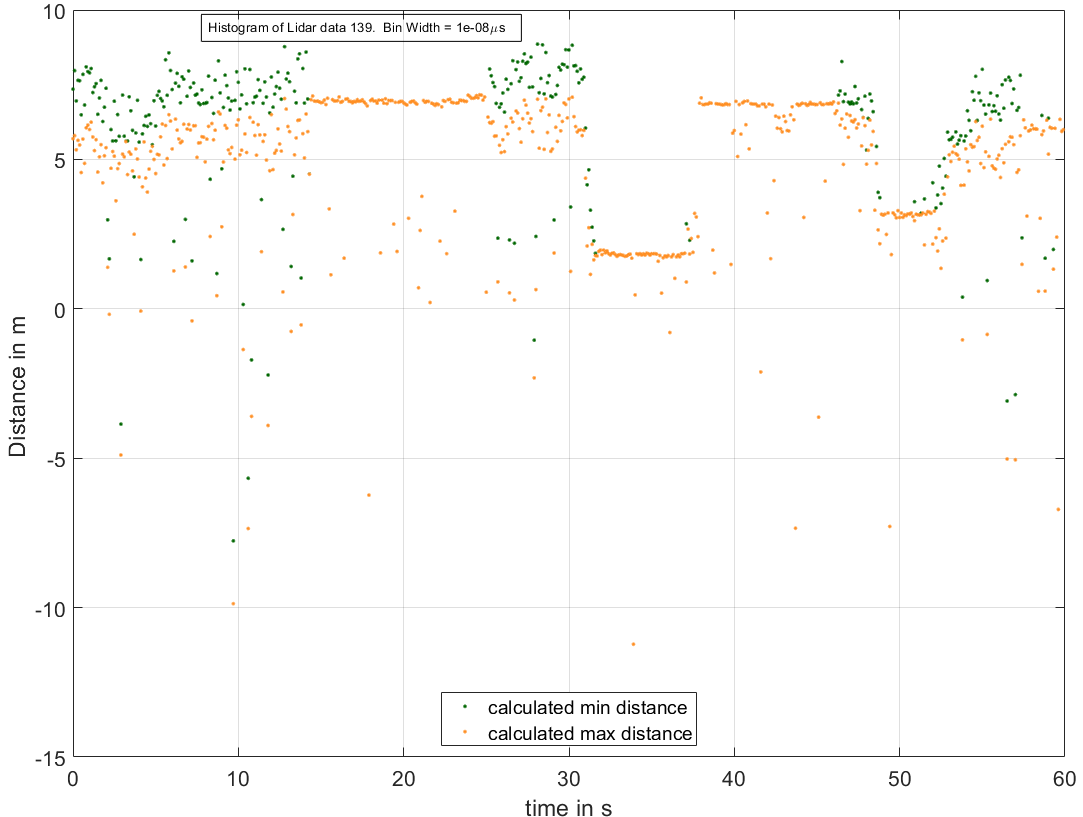 Histogram of Lidar data 139.  Bin Width = 1e-08μs
10
5
0
-5
-10
-15
Distance in m
calculated min distance
calculated max distance
0 10 20 30 40 50 60
time in s